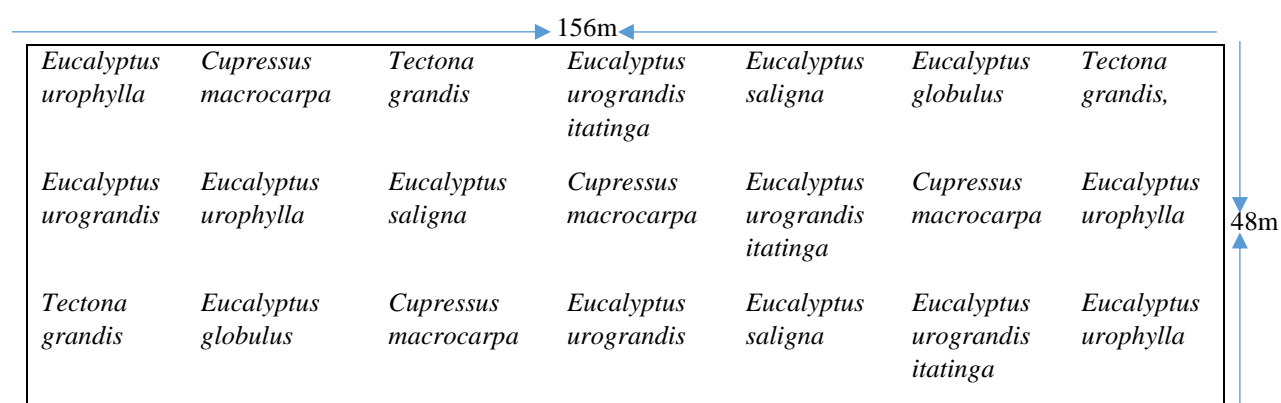 156m
Eucalyptus Cupressus Tectona Eucalyptus Eucalyptus Eucalyptus Tectona
urophylla macrocarpa grandis urograndis saligna globulus grandis,
itatinga
Eucalyptus Eucalyptus Eucalyptus Cupressus Eucalyptus Cupressus Eucalyptus
urograndis urophylla saligna macrocarpa urograndis macrocarpa urophylla
48m
itatinga
Tectona Eucalyptus Cupressus Eucalyptus Eucalyptus Eucalyptus Eucalyptus
grandis globulus macrocarpa urograndis saligna urograndis urophylla
itatinga